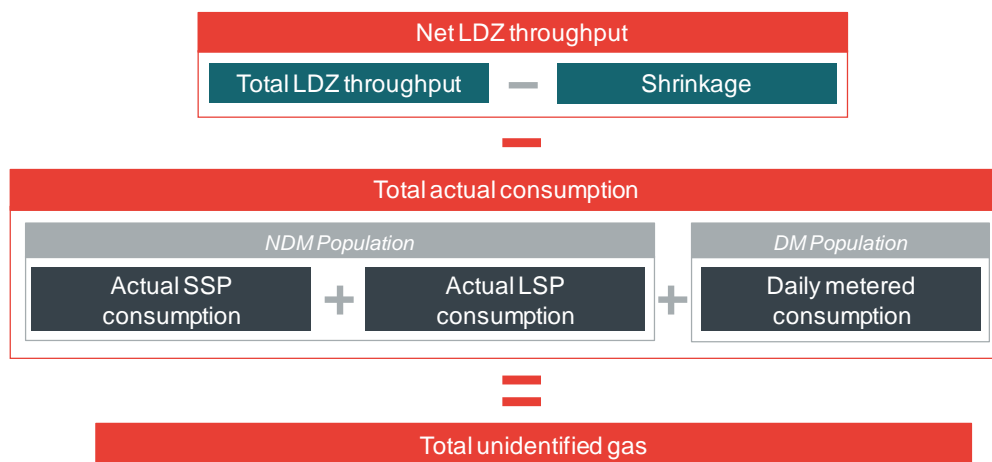 Net LDZ throughput
Total LDZ throughput – Shrinkage
–
Total actual consumption
NDM Population
DM Population
Actual SSP
consumption
+
Actual LSP
consumption
+
Daily metered
consumption
=
Total unidentified gas